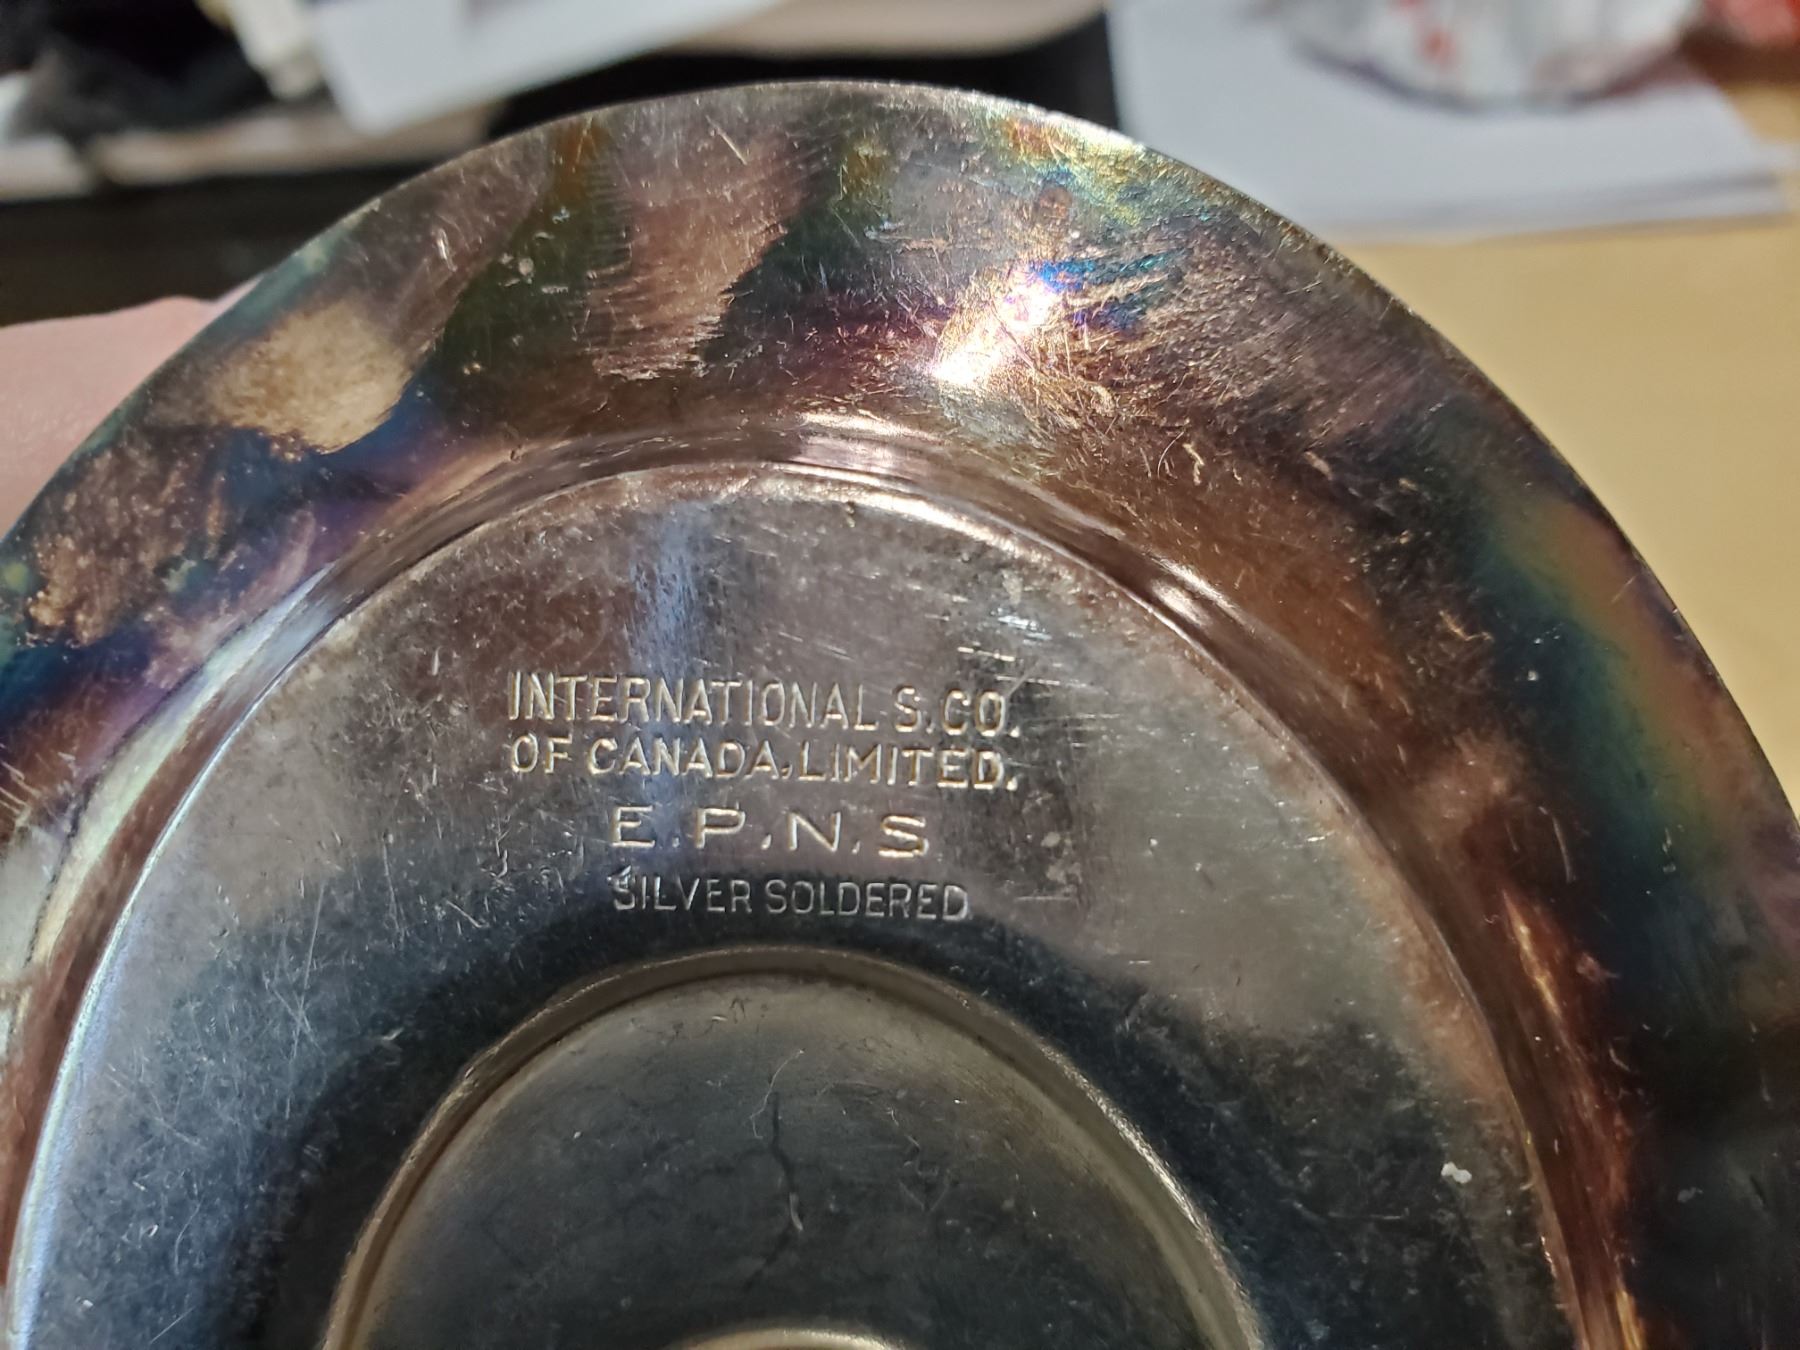 INTERNATIONAL S. CO.
OF CANADA, LIMITED.
E.P.N.S
SILVER SOLDERED